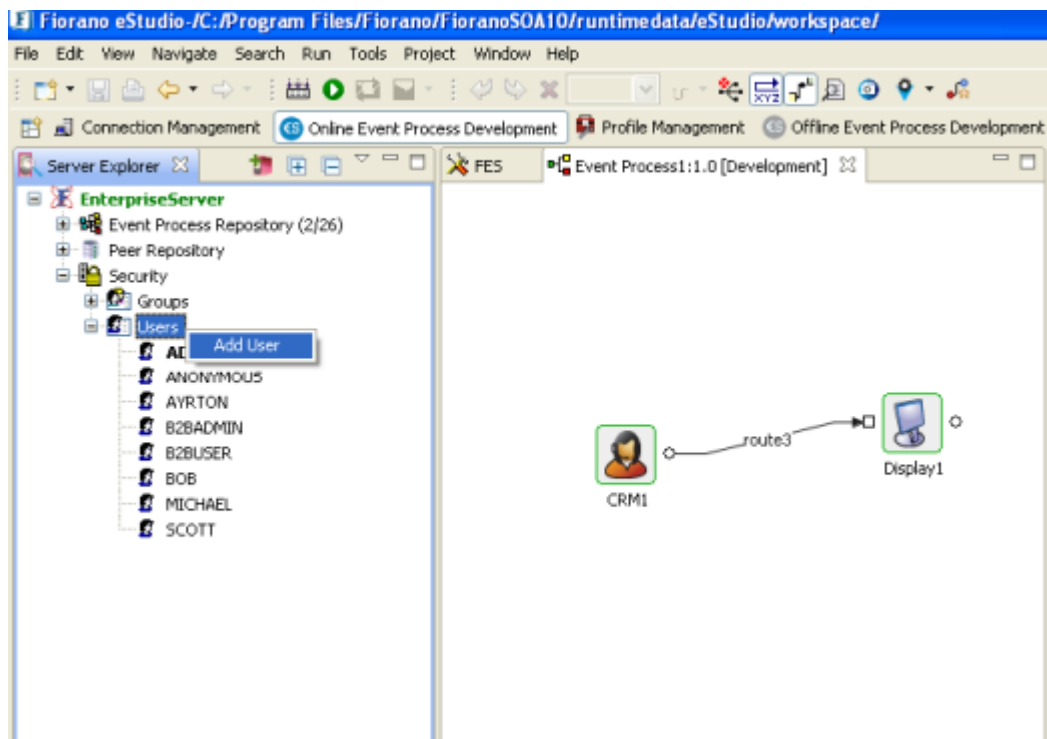 Fiorano eStudio-/C:/Program Files/Fiorano/FioranoSOA10/runtimedata/eStudio/workspace/
File Edit View Navigate Search Run Tools Project Window Help
Connection Management Online Event Process Development Profile Management Offline Event Process Development
Server Explorer FES Event Process1:1.0 [Development]
EnterpriseServer
Event Process Repository (2/26)
Peer Repository
Security
Groups
Users
Add User
ANONYMOUS
AYRTON
B2BADMIN
B2BUSER
BOB
MICHAEL
SCOTT
route3
CRM1
Display1